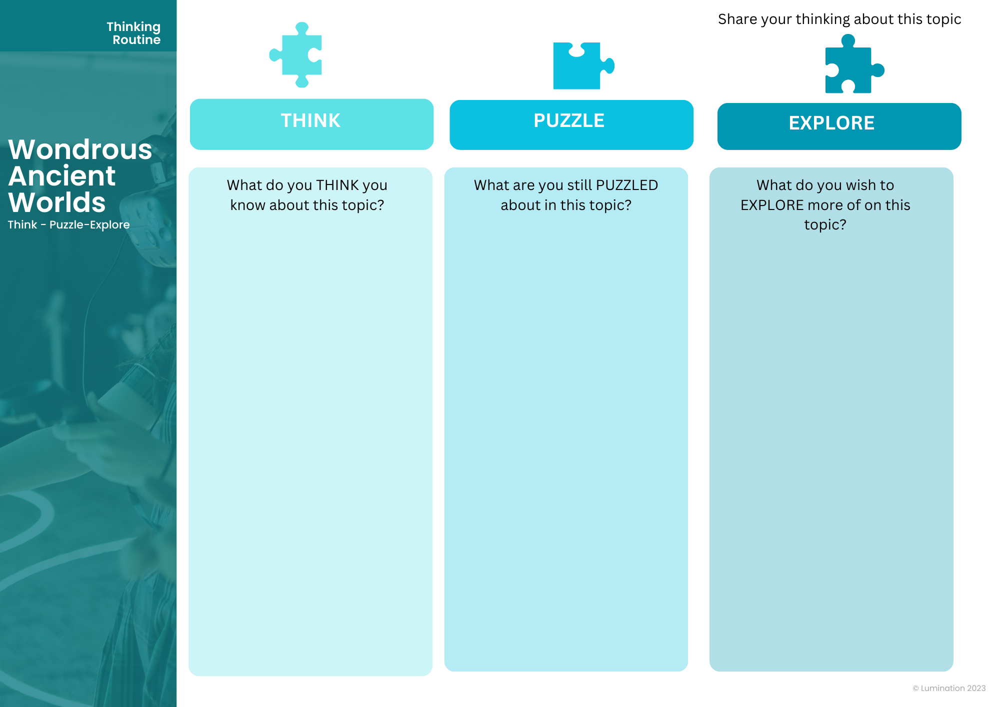 Thinking
Routine
Wondrous
Ancient
Worlds
Think - Puzzle-Explore
Share your thinking about this topic
THINK
PUZZLE
EXPLORE
What do you THINK you
know about this topic?
What are you still PUZZLED
about in this topic?
What do you wish to
EXPLORE more of on this
topic?
© Lumination 2023